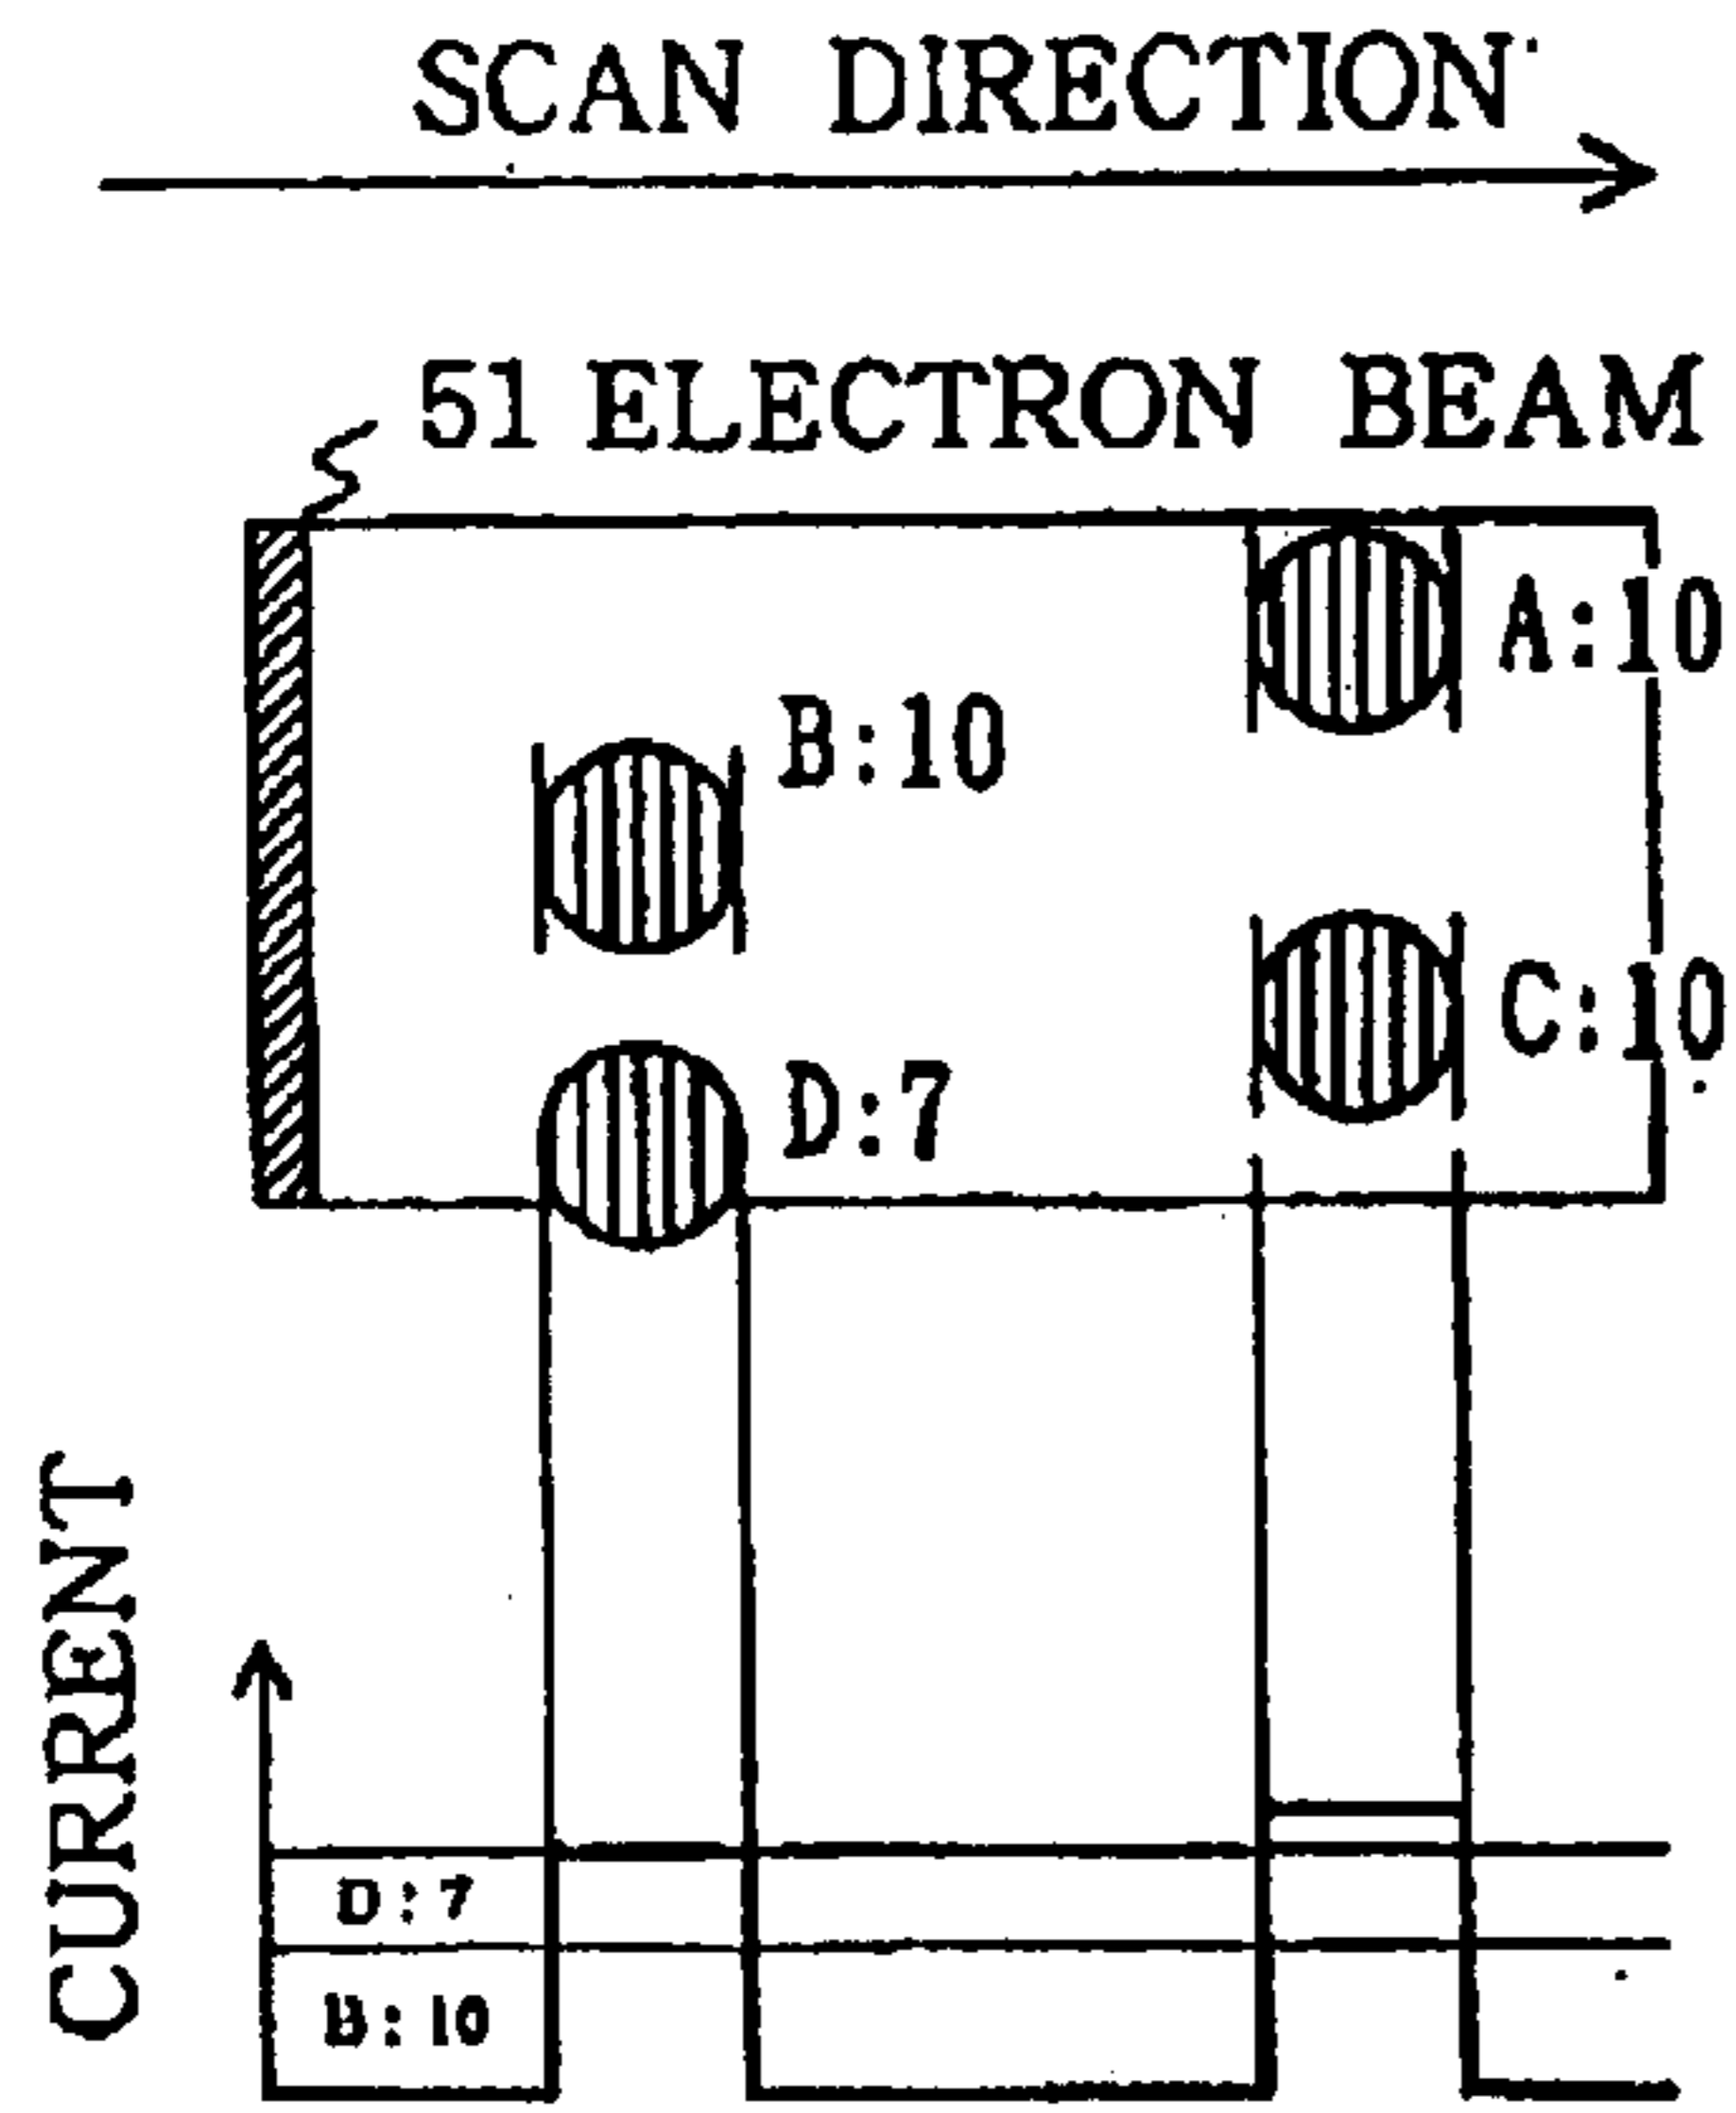 SCAN DIRECTION
51 ELECTRON BEAM
A:10
B:10
C:10
D:7
CURRENT
D:7
B:10